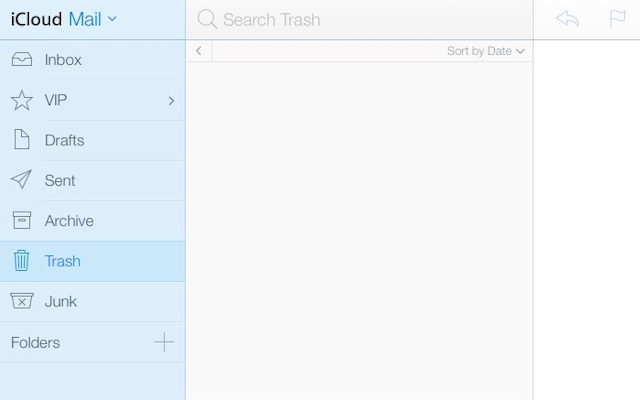 iCloud Mail
Search Trash
Sort by Date
Inbox
VIP
Drafts
Sent
Archive
Trash
Junk
Folders